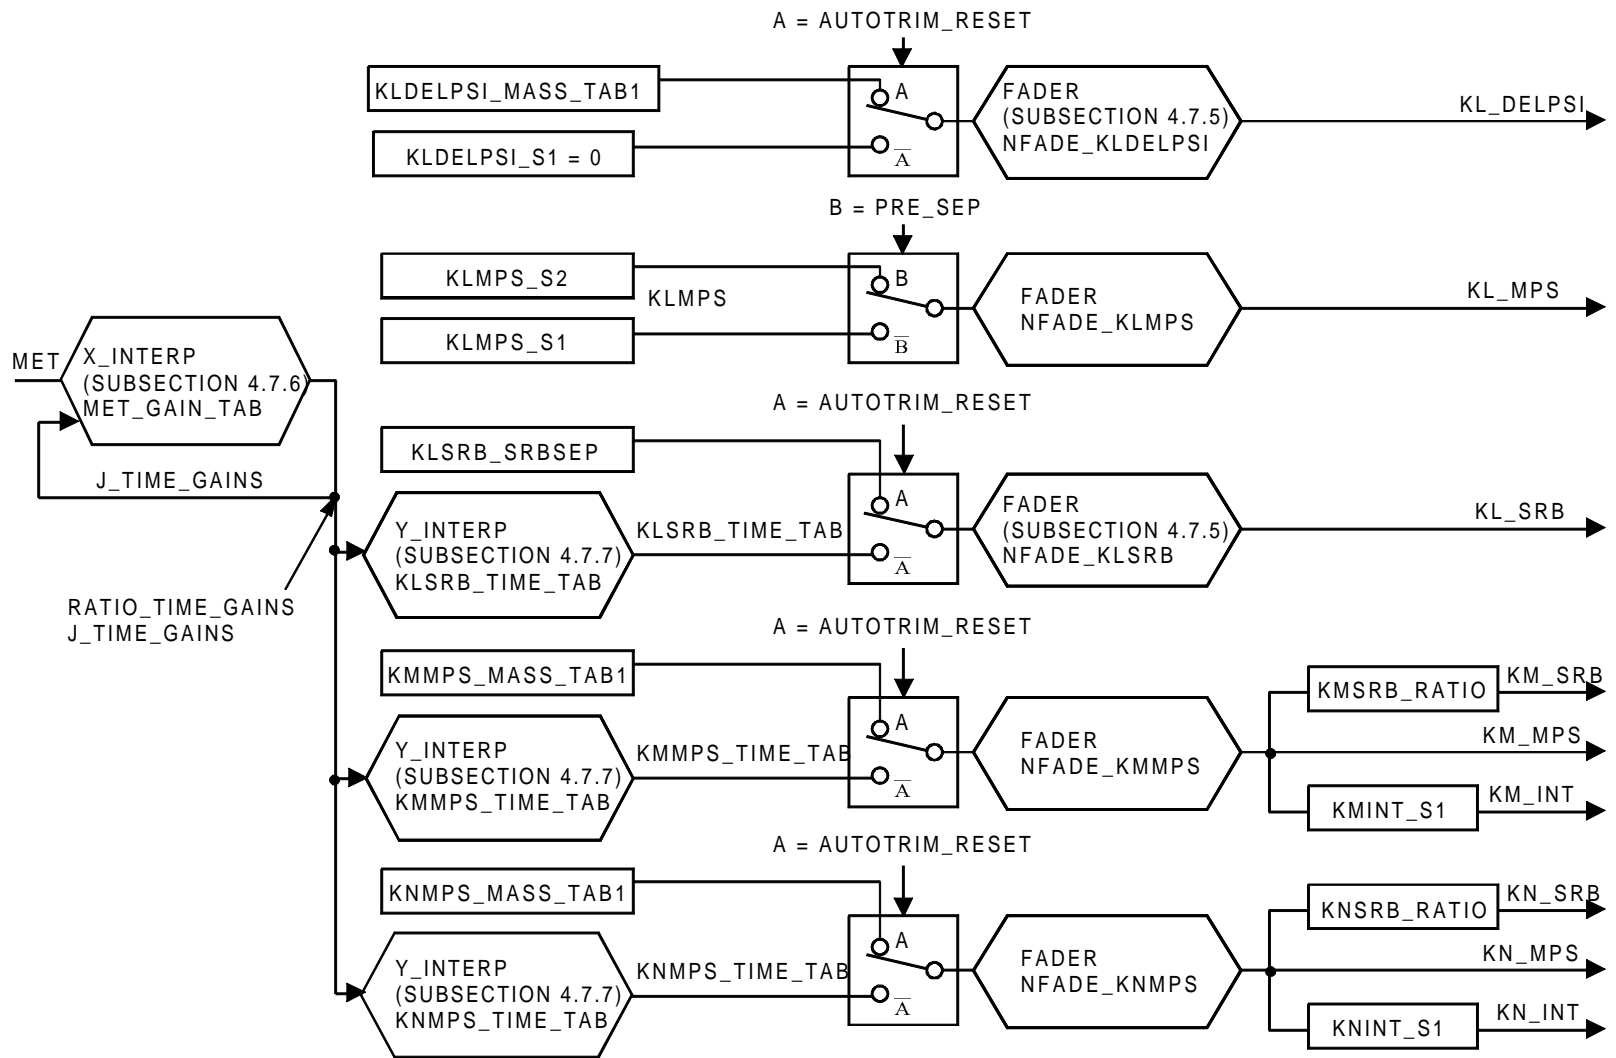 A = AUTOTRIM_RESET
KLDELPSI_MASS_TAB1
A
FADER
(SUBSECTION 4.7.5)
NFADE_KLDELPSI
KL_DELPSI
KLDELPSI_S1 = 0
A̅
B = PRE_SEP
KLMPS_S2
B
KLMPS
FADER
NFADE_KLMPS
KL_MPS
KLMPS_S1
B̅
MET
X_INTERP
(SUBSECTION 4.7.6)
MET_GAIN_TAB
J_TIME_GAINS
RATIO_TIME_GAINS
J_TIME_GAINS
A = AUTOTRIM_RESET
KLSRB_SRBSEP
A
Y_INTERP
(SUBSECTION 4.7.7)
KLSRB_TIME_TAB
KLSRB_TIME_TAB
A̅
FADER
(SUBSECTION 4.7.5)
NFADE_KLSRB
KL_SRB
A = AUTOTRIM_RESET
KMMPS_MASS_TAB1
A
Y_INTERP
(SUBSECTION 4.7.7)
KMMPS_TIME_TAB
KMMPS_TIME_TAB
A̅
FADER
NFADE_KMMPS
KMSRB_RATIO
KM_SRB
KM_MPS
KMINT_S1
KM_INT
A = AUTOTRIM_RESET
KNMPS_MASS_TAB1
A
Y_INTERP
(SUBSECTION 4.7.7)
KNMPS_TIME_TAB
KNMPS_TIME_TAB
A̅
FADER
NFADE_KNMPS
KNSRB_RATIO
KN_SRB
KN_MPS
KNINT_S1
KN_INT